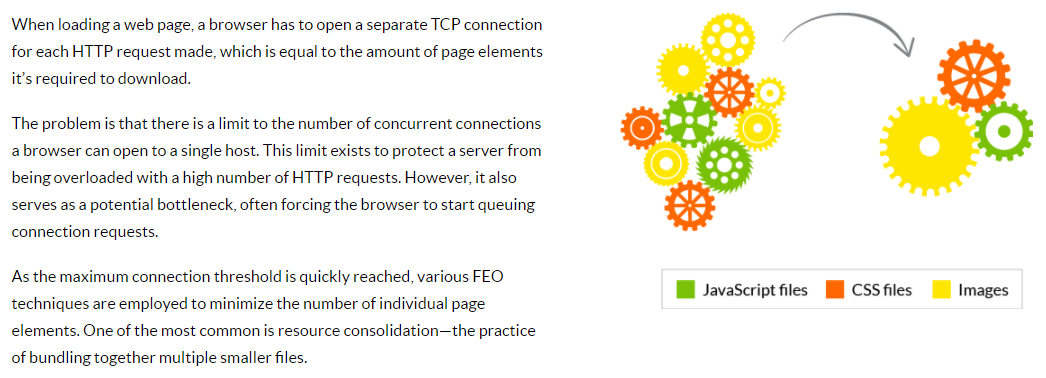 When loading a web page, a browser has to open a separate TCP connection
for each HTTP request made, which is equal to the amount of page elements
it's required to download.
The problem is that there is a limit to the number of concurrent connections
a browser can open to a single host. This limit exists to protect a server from
being overloaded with a high number of HTTP requests. However, it also
serves as a potential bottleneck, often forcing the browser to start queuing
connection requests.
As the maximum connection threshold is quickly reached, various FEO
techniques are employed to minimize the number of individual page
elements. One of the most common is resource consolidation—the practice
of bundling together multiple smaller files.
JavaScript files CSS files Images